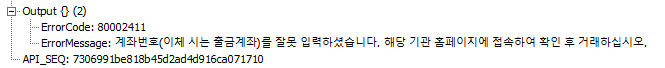 Output {} (2)
ErrorCode: 80002411
ErrorMessage: 계좌번호(이체 시는 출금계좌)를 잘못 입력하셨습니다. 해당 기관 홈페이지에 접속하여 확인 후 거래하십시오.
API_SEQ: 7306991be818b45d2ad4d916ca071710